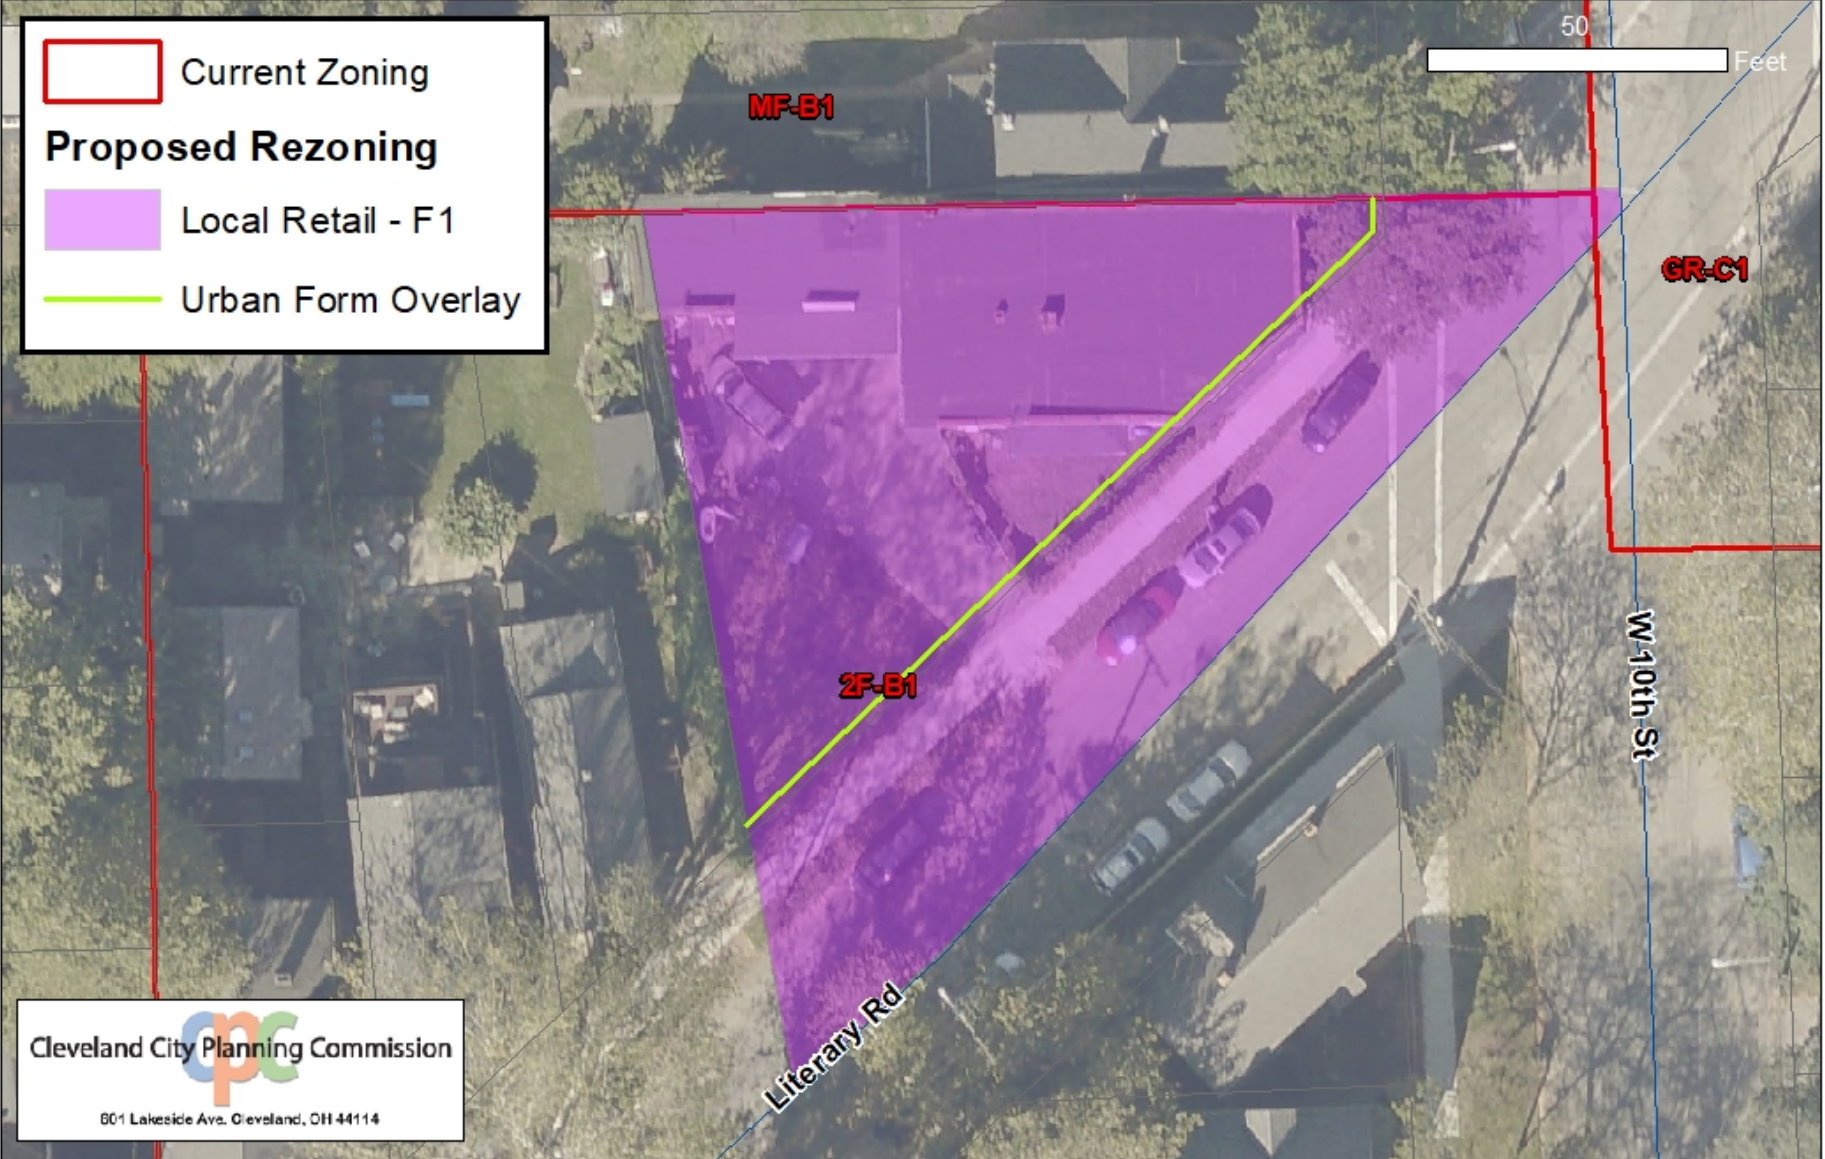 Current Zoning
Proposed Rezoning
Local Retail - F1
Urban Form Overlay
50
Feet
MF-B1
GR-C1
2F-B1
W 10th St
Literary Rd
cpc
Cleveland City Planning Commission
601 Lakeside Ave. Cleveland, OH 44114